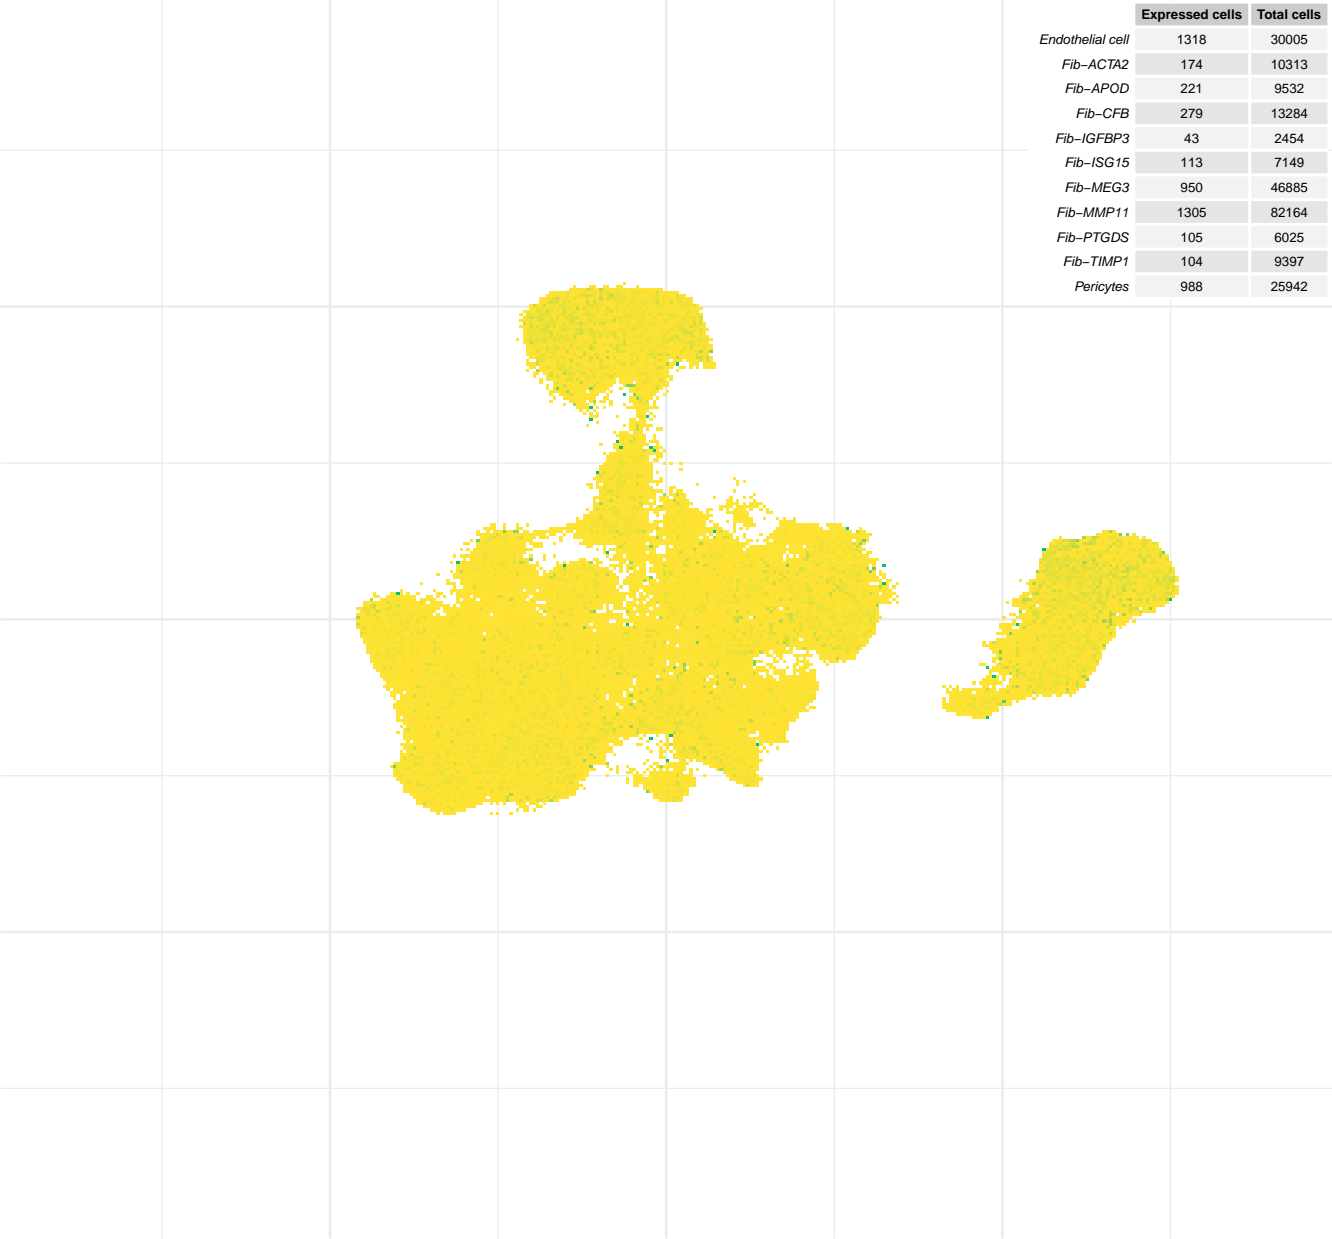 Expressed cells Total cells
Endothelial cell 1318 30005
Fib−ACTA2 174 10313
Fib−APOD 221 9532
Fib−CFB 279 13284
Fib−IGFBP3 43 2454
Fib−ISG15 113 7149
Fib−MEG3 950 46885
Fib−MMP11 1305 82164
Fib−PTGDS 105 6025
Fib−TIMP1 104 9397
Pericytes 988 25942